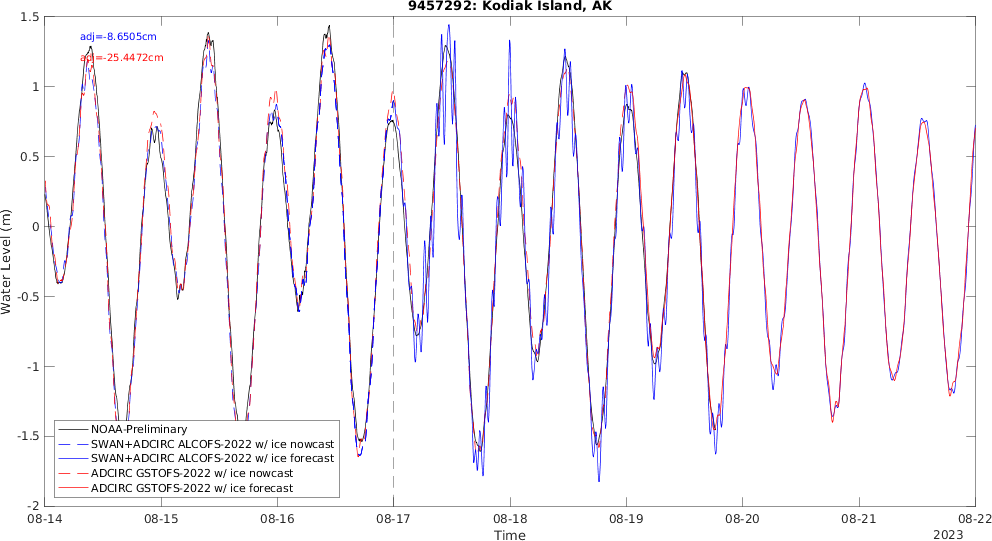 9457292: Kodiak Island, AK
adj=-8.6505cm
adj=-25.4472cm
1.5
1
0.5
0
-0.5
-1
-1.5
-2
Water Level (m)
NOAA-Preliminary
SWAN+ADCIRC ALCOFS-2022 w/ ice nowcast
SWAN+ADCIRC ALCOFS-2022 w/ ice forecast
ADCIRC GSTOFS-2022 w/ ice nowcast
ADCIRC GSTOFS-2022 w/ ice forecast
08-14 08-15 08-16 08-17 08-18 08-19 08-20 08-21 08-22
Time
2023